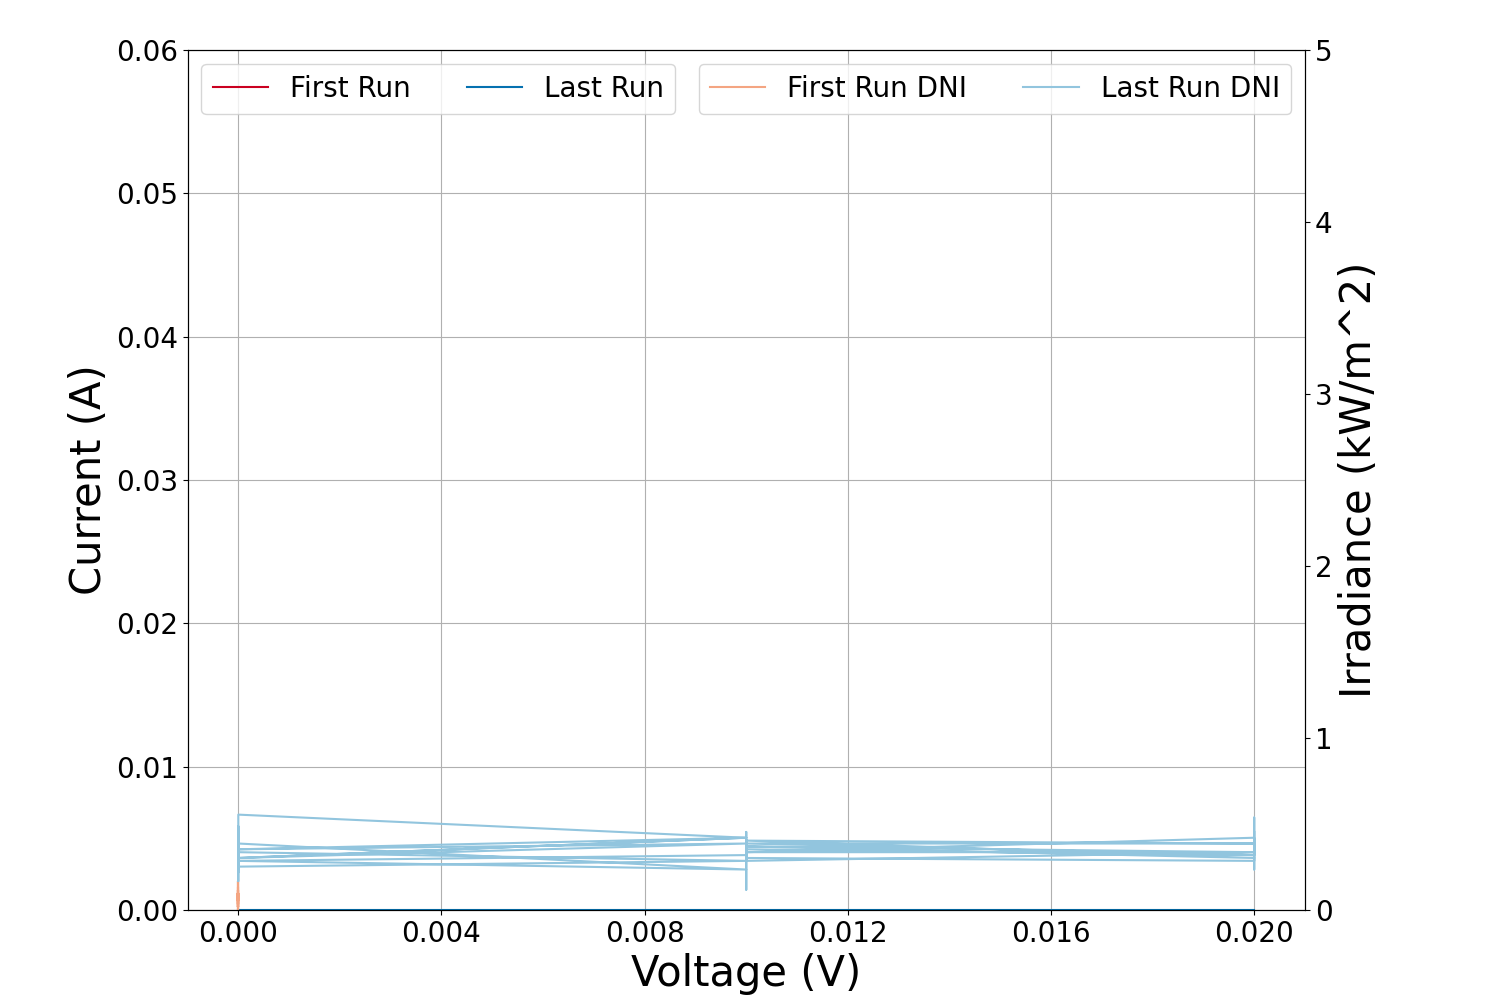 First Run
Last Run
First Run DNI
Last Run DNI
0.06
0.05
0.04
0.03
0.02
0.01
0.00
Current (A)
5
4
3
2
1
0
Irradiance (kW/m^2)
0.000
0.004
0.008
0.012
0.016
0.020
Voltage (V)